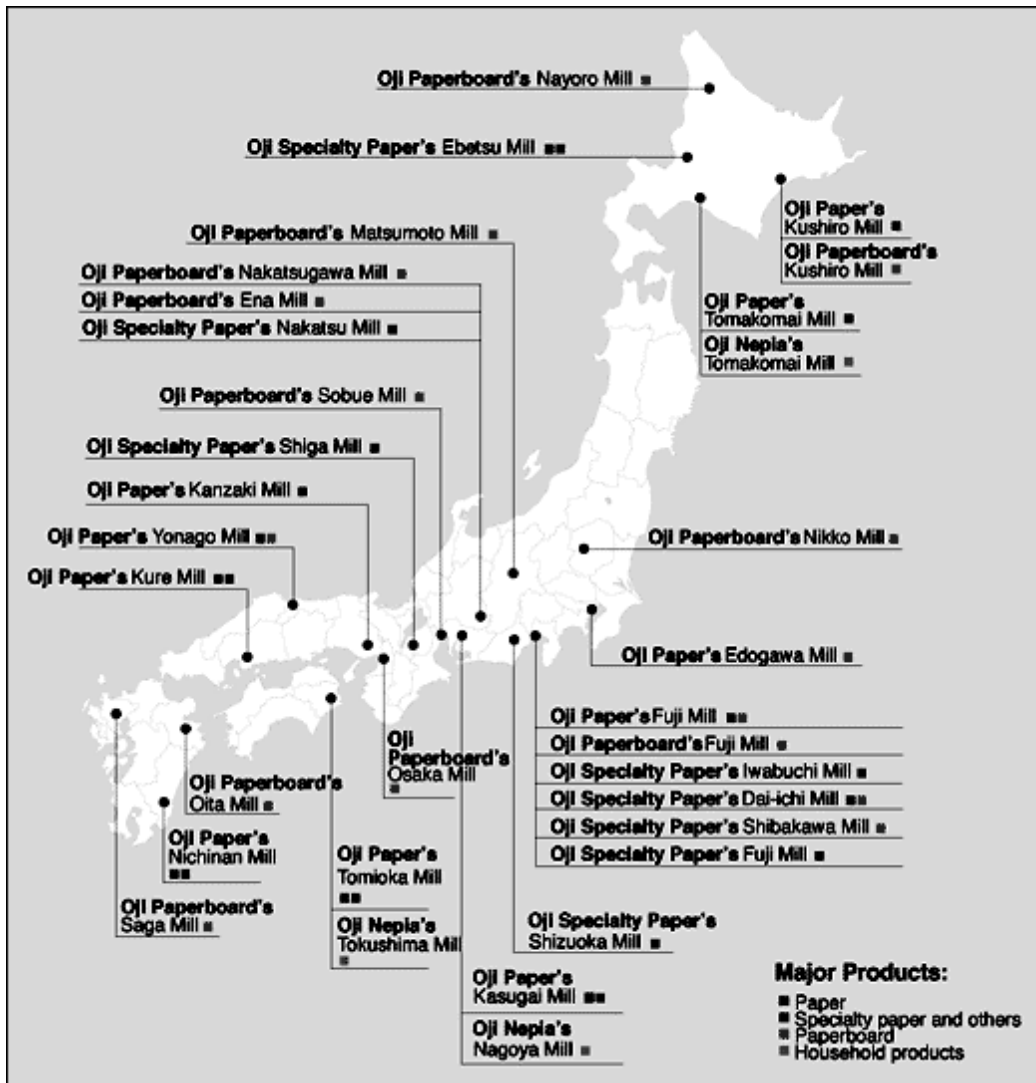 Oji Paperboard's Nayoro Mill
Oji Specialty Paper's Ebetsu Mill
Oji Paper's
Kushiro Mill
Oji Paperboard's
Kushiro Mill
Oji Paperboard's Matsumoto Mill
Oji Paperboard's Nakatsugawa Mill
Oji Paperboard's Ena Mill
Oji Specialty Paper's Nakatsu Mill
Oji Paper's
Tomakomai Mill
Oji Nepia's
Tomakomai Mill
Oji Paperboard's Sobue Mill
Oji Specialty Paper's Shiga Mill
Oji Paper's Kanzaki Mill
Oji Paper's Yonago Mill
Oji Paper's Kure Mill
Oji Paperboard's Nikko Mill
Oji Paper's Edogawa Mill
Oji Paper's Fuji Mill
Oji Paperboard's Fuji Mill
Oji Specialty Paper's Iwabuchi Mill
Oji Specialty Paper's Dai-ichi Mill
Oji Specialty Paper's Shibakawa Mill
Oji Specialty Paper's Fuji Mill
Oji
Paperboard's
Osaka Mill
Oji Paperboard's
Oita Mill
Oji Paper's
Nichinan Mill
Oji Paperboard's
Saga Mill
Oji Paper's
Tomioka Mill
Oji Nepia's
Tokushima Mill
Oji Specialty Paper's
Shizuoka Mill
Oji Paper's
Kasugai Mill
Oji Nepia's
Nagoya Mill
Major Products:
Paper
Specialty paper and others
Paperboard
Household products